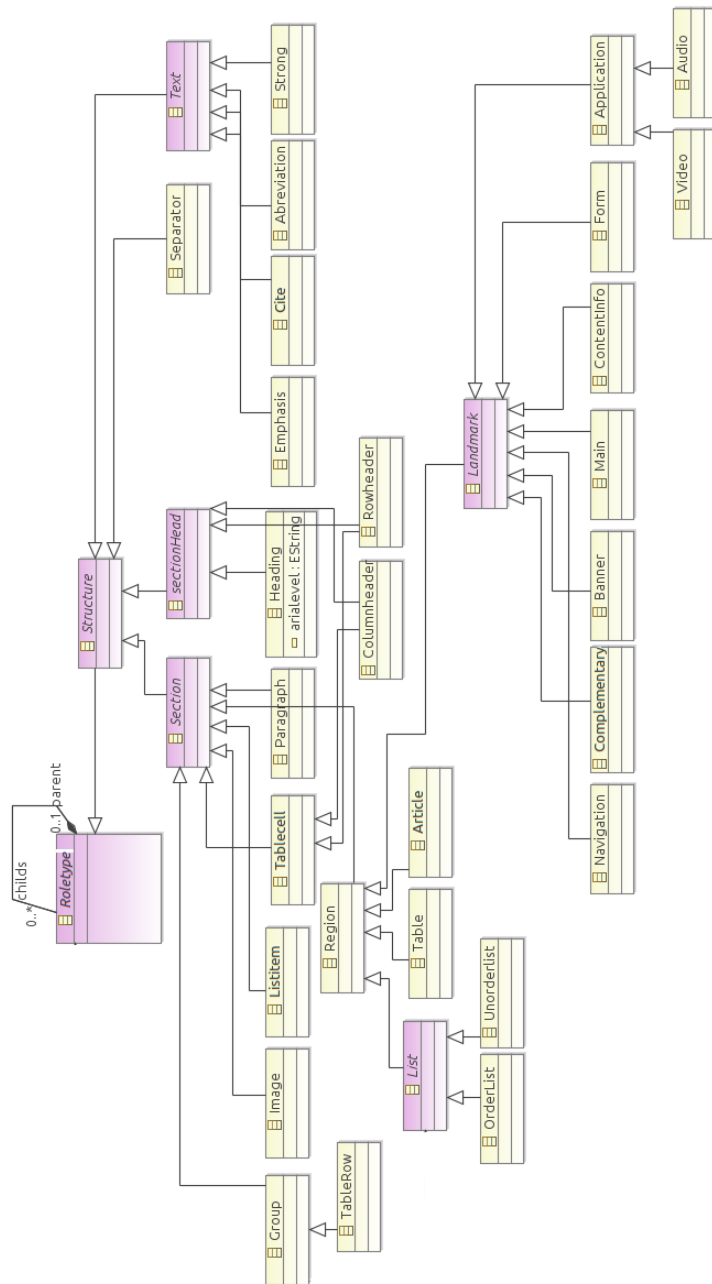 0..* childs
0..1 parent
Roletype
Structure
Section
sectionHead
Separator
Text
Group
Image
Listitem
Tablecell
Paragraph
Heading
arialevel : EString
Emphasis
Cite
Abreviation
Strong
TableRow
Region
Columnheader
Rowheader
List
Table
Article
OrderList
Unorderlist
Landmark
Navigation
Complementary
Banner
Main
ContentInfo
Form
Application
Video
Audio